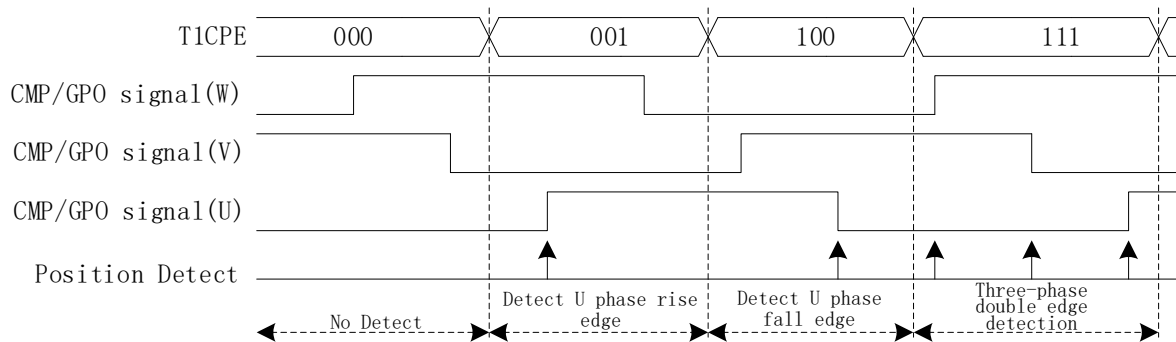 T1CPE 000 001 100 111
CMP/GPO signal(W)
CMP/GPO signal(V)
CMP/GPO signal(U)
Position Detect
No Detect
Detect U phase rise
edge
Detect U phase
fall edge
Three-phase
double edge
detection